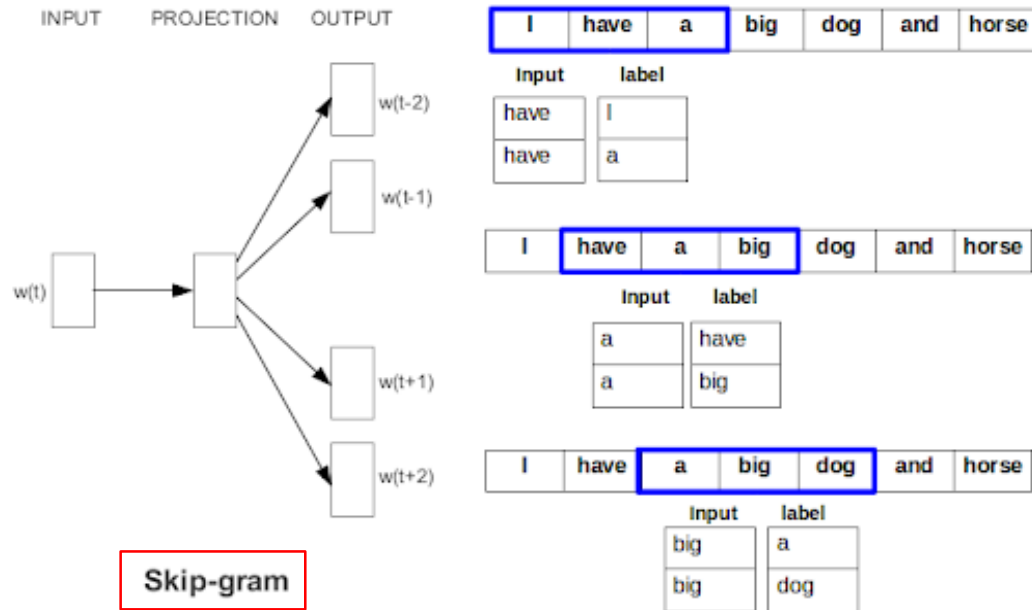 INPUT PROJECTION OUTPUT
w(t-2)
w(t-1)
w(t)
w(t+1)
w(t+2)
Skip-gram
I have a big dog and horse
Input label
have I
have a
I have a big dog and horse
Input label
a have
a big
I have a big dog and horse
Input label
big a
big dog